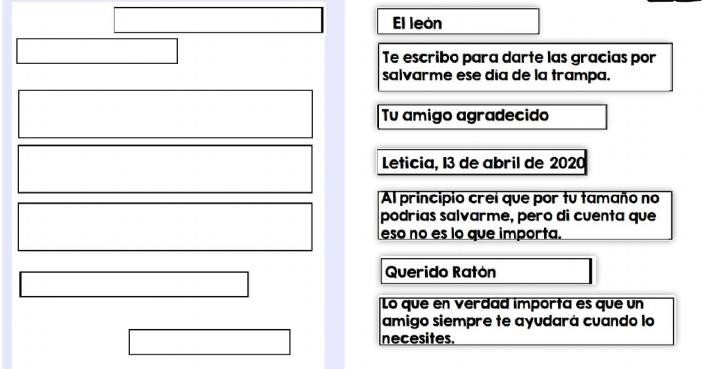 El león
Te escribo para darte las gracias por
salvarme ese día de la trampa.
Tu amigo agradecido
Leticia, 13 de abril de 2020
Al principio creí que por tu tamaño no
podrías salvarme, pero di cuenta que
eso no es lo que importa.
Querido Ratón
Lo que en verdad importa es que un
amigo siempre te ayudará cuando lo
necesites.